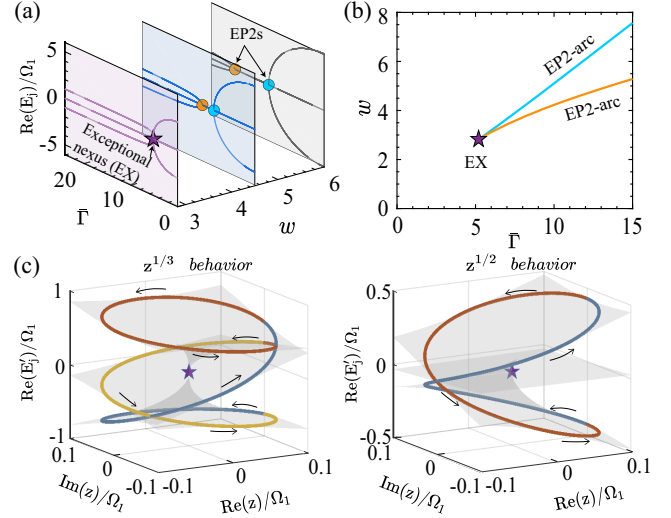 (a)
Re(E_j)/Ω_1
5
0
-5
20
10
0
Γ̄
3
4
5
6
w
EP2s
Exceptional
nexus (EX)
(b)
w
8
6
4
2
0
0
5
10
15
Γ̄
EP2-arc
EP2-arc
EX
(c)
z^{1/3} behavior
Re(E_j')/Ω_1
1
0
-1
Im(z)/Ω_1
0.1
0
-0.1
-0.1
0
0.1
Re(z)/Ω_1
z^{1/2} behavior
Re(E_j')/Ω_1
0.5
0
-0.5
Im(z)/Ω_1
0.1
0
-0.1
-0.1
0
0.1
Re(z)/Ω_1